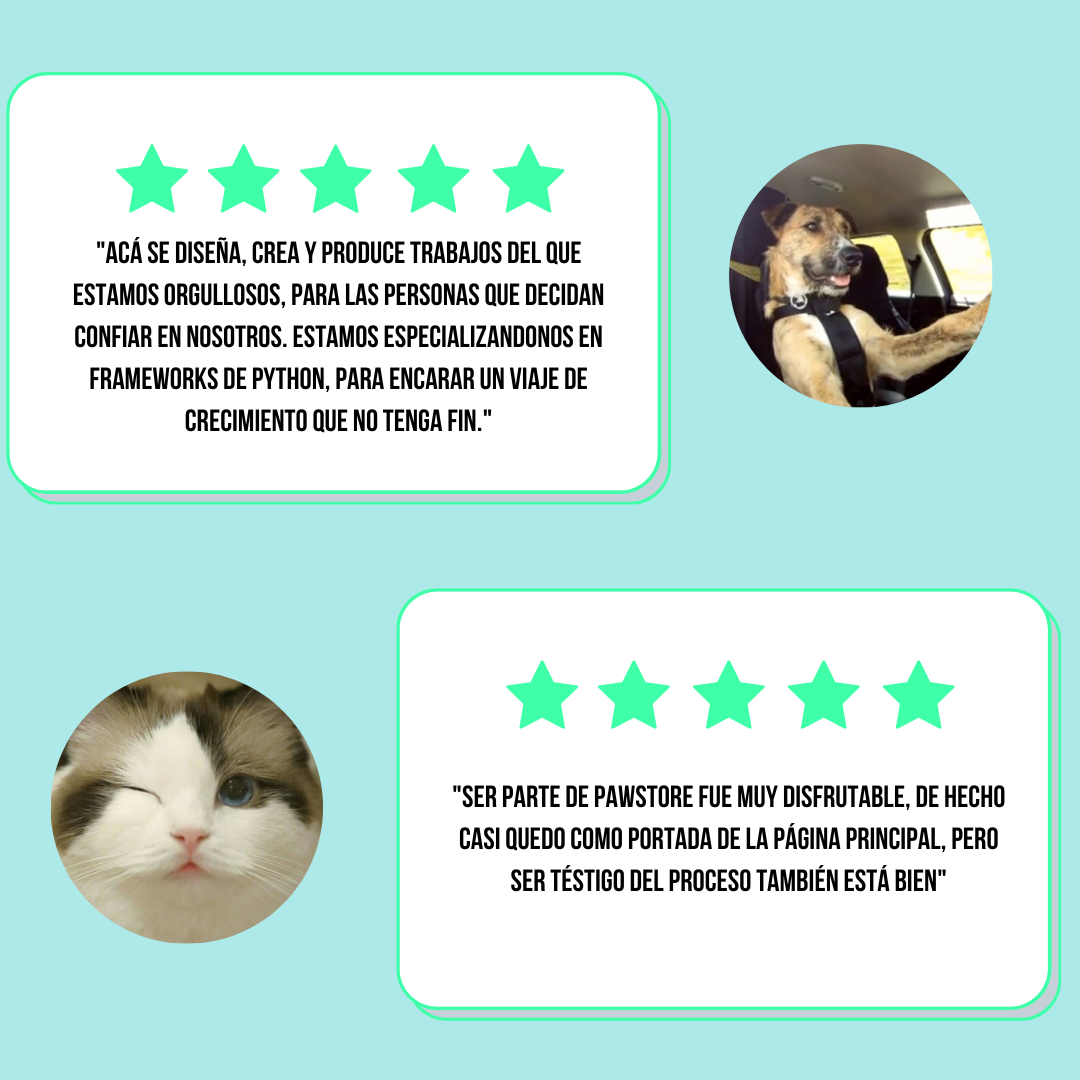 "ACÁ SE DISEÑA, CREA Y PRODUCE TRABAJOS DEL QUE
ESTAMOS ORGULLOSOS, PARA LAS PERSONAS QUE DECIDAN
CONFIAR EN NOSOTROS. ESTAMOS ESPECIALIZANDONOS EN
FRAMEWORKS DE PYTHON, PARA ENCARAR UN VIAJE DE
CRECIMIENTO QUE NO TENGA FIN."
"SER PARTE DE PAWSTORE FUE MUY DISFRUTABLE, DE HECHO
CASI QUEDO COMO PORTADA DE LA PÁGINA PRINCIPAL, PERO
SER TÉSTIGO DEL PROCESO TAMBIÉN ESTÁ BIEN"